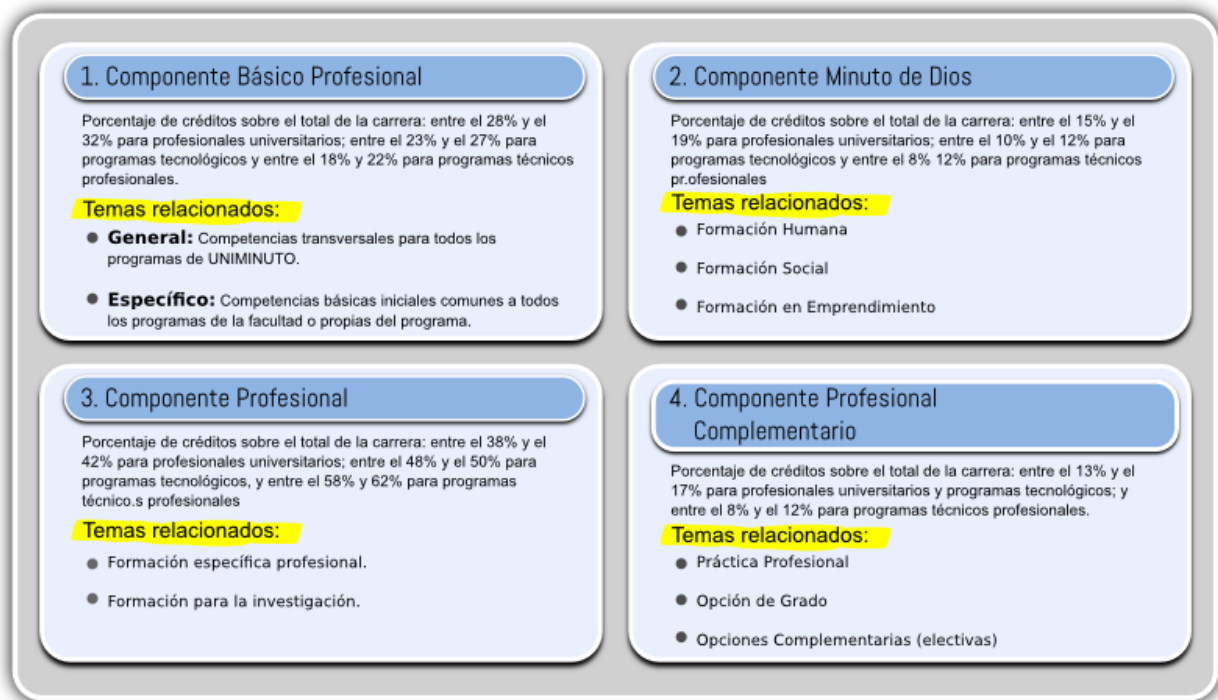 1. Componente Básico Profesional
Porcentaje de créditos sobre el total de la carrera: entre el 28% y el
32% para profesionales universitarios; entre el 23% y el 27% para
programas tecnológicos y entre el 18% y 22% para programas técnicos
profesionales.
Temas relacionados:
General: Competencias transversales para todos los
programas de UNIMINUTO.
Específico: Competencias básicas iniciales comunes a todos
los programas de la facultad o propias del programa.
2. Componente Minuto de Dios
Porcentaje de créditos sobre el total de la carrera: entre el 15% y el
19% para profesionales universitarios; entre el 10% y el 12% para
programas tecnológicos y entre el 8% 12% para programas técnicos
pr.ofesionales
Temas relacionados:
Formación Humana
Formación Social
Formación en Emprendimiento
3. Componente Profesional
Porcentaje de créditos sobre el total de la carrera: entre el 38% y el
42% para profesionales universitarios; entre el 48% y el 50% para
programas tecnológicos, y entre el 58% y 62% para programas
técnico.s profesionales
Temas relacionados:
Formación específica profesional.
Formación para la investigación.
4. Componente Profesional
Complementario
Porcentaje de créditos sobre el total de la carrera: entre el 13% y el
17% para profesionales universitarios y programas tecnológicos; y
entre el 8% y el 12% para programas técnicos profesionales.
Temas relacionados:
Práctica Profesional
Opción de Grado
Opciones Complementarias (electivas)